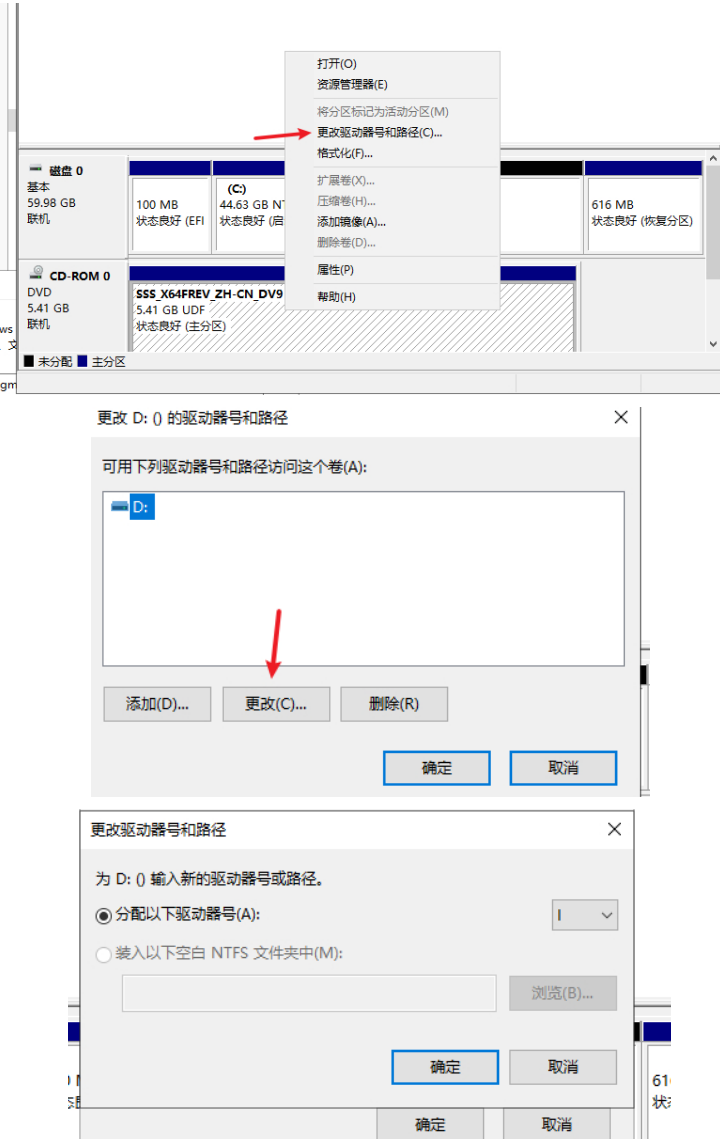 打开(O)
资源管理器(E)
将分区标记为活动分区(M)
更改驱动器号和路径(C)...
格式化(F)...
扩展卷(X)...
压缩卷(H)...
添加镜像(A)...
删除卷(D)...
属性(P)
帮助(H)
磁盘 0
基本
59.98 GB
联机
100 MB
状态良好 (EFI
(C:)
44.63 GB NT
状态良好 (启
616 MB
状态良好 (恢复分区)
CD-ROM 0
DVD
5.41 GB
联机
SSS_X64FREV_ZH-CN_DV9
5.41 GB UDF
状态良好 (主分区)
ws
文
gm
未分配 主分区
更改 D: () 的驱动器号和路径
可用下列驱动器号和路径访问这个卷(A):
D:
添加(D)... 更改(C)... 删除(R)
确定 取消
更改驱动器号和路径
为 D: () 输入新的驱动器号或路径。
分配以下驱动器号(A): I
装入以下空白 NTFS 文件夹中(M):
浏览(B)...
确定 取消
61
状态
确定 取消